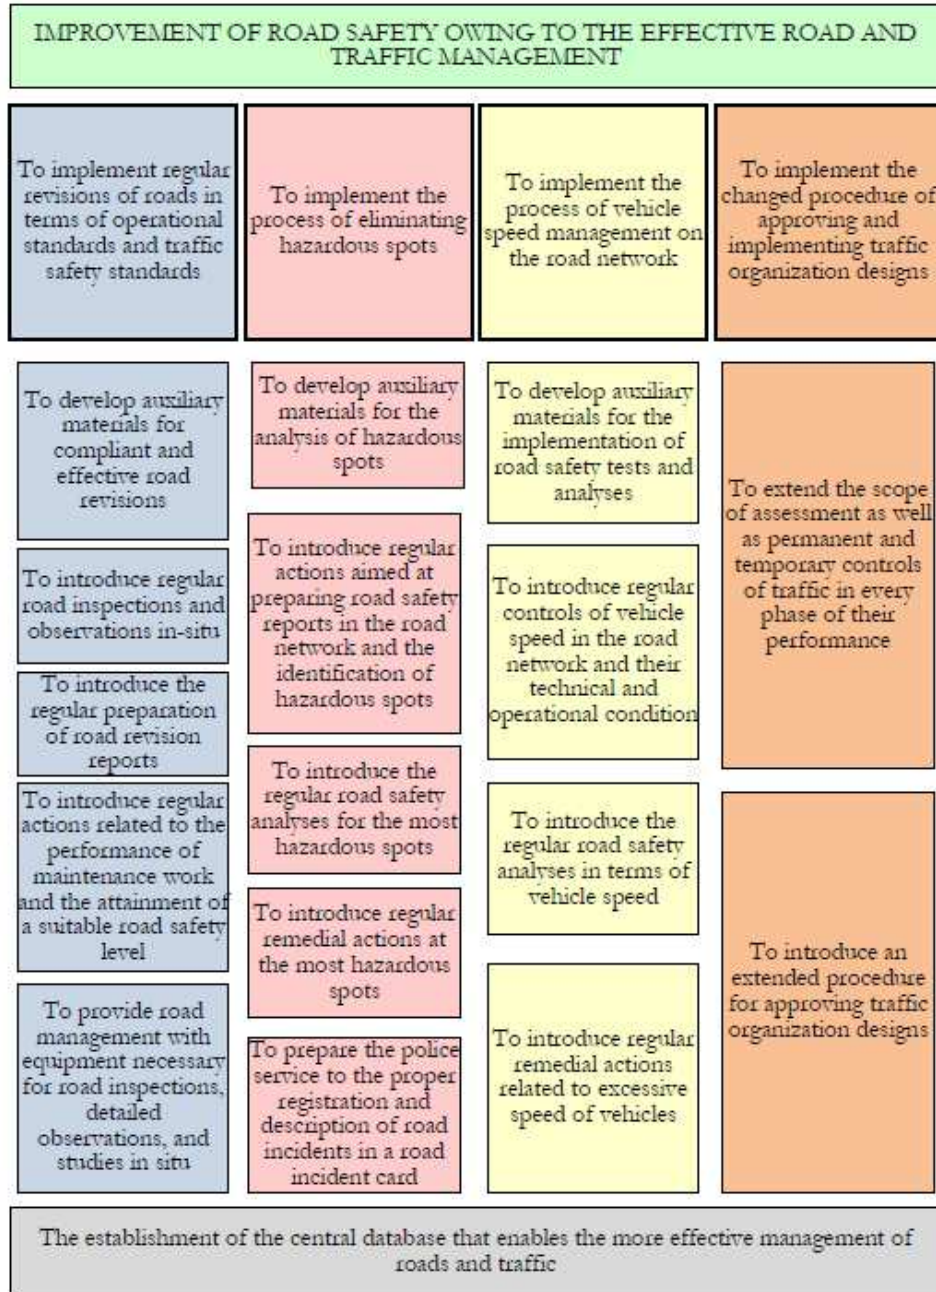 IMPROVEMENT OF ROAD SAFETY OWING TO THE EFFECTIVE ROAD AND
TRAFFIC MANAGEMENT
To implement regular
revisions of roads in
terms of operational
standards and traffic
safety standards
To implement the
process of eliminating
hazardous spots
To implement the
process of vehicle
speed management on
the road network
To implement the
changed procedure of
approving and
implementing traffic
organization designs
To develop auxiliary
materials for
compliant and
effective road
revisions
To introduce regular
road inspections and
observations in-situ
To introduce the
regular preparation
of road revision
reports
To introduce regular
actions related to the
performance of
maintenance work
and the attainment of
a suitable road safety
level
To provide road
management with
equipment necessary
for road inspections,
detailed
observations, and
studies in situ
To develop auxiliary
materials for the
analysis of hazardous
spots
To introduce regular
actions aimed at
preparing road safety
reports in the road
network and the
identification of
hazardous spots
To introduce the
regular road safety
analyses for the most
hazardous spots
To introduce regular
remedial actions at
the most hazardous
spots
To prepare the police
service to the proper
registration and
description of road
incidents in a road
incident card
To develop auxiliary
materials for the
implementation of
road safety tests and
analyses
To introduce regular
controls of vehicle
speed in the road
network and their
technical and
operational condition
To introduce the
regular road safety
analyses in terms of
vehicle speed
To introduce regular
remedial actions
related to excessive
speed of vehicles
To extend the scope
of assessment as well
as permanent and
temporary controls
of traffic in every
phase of their
performance
To introduce an
extended procedure
for approving traffic
organization designs
The establishment of the central database that enables the more effective management of
roads and traffic